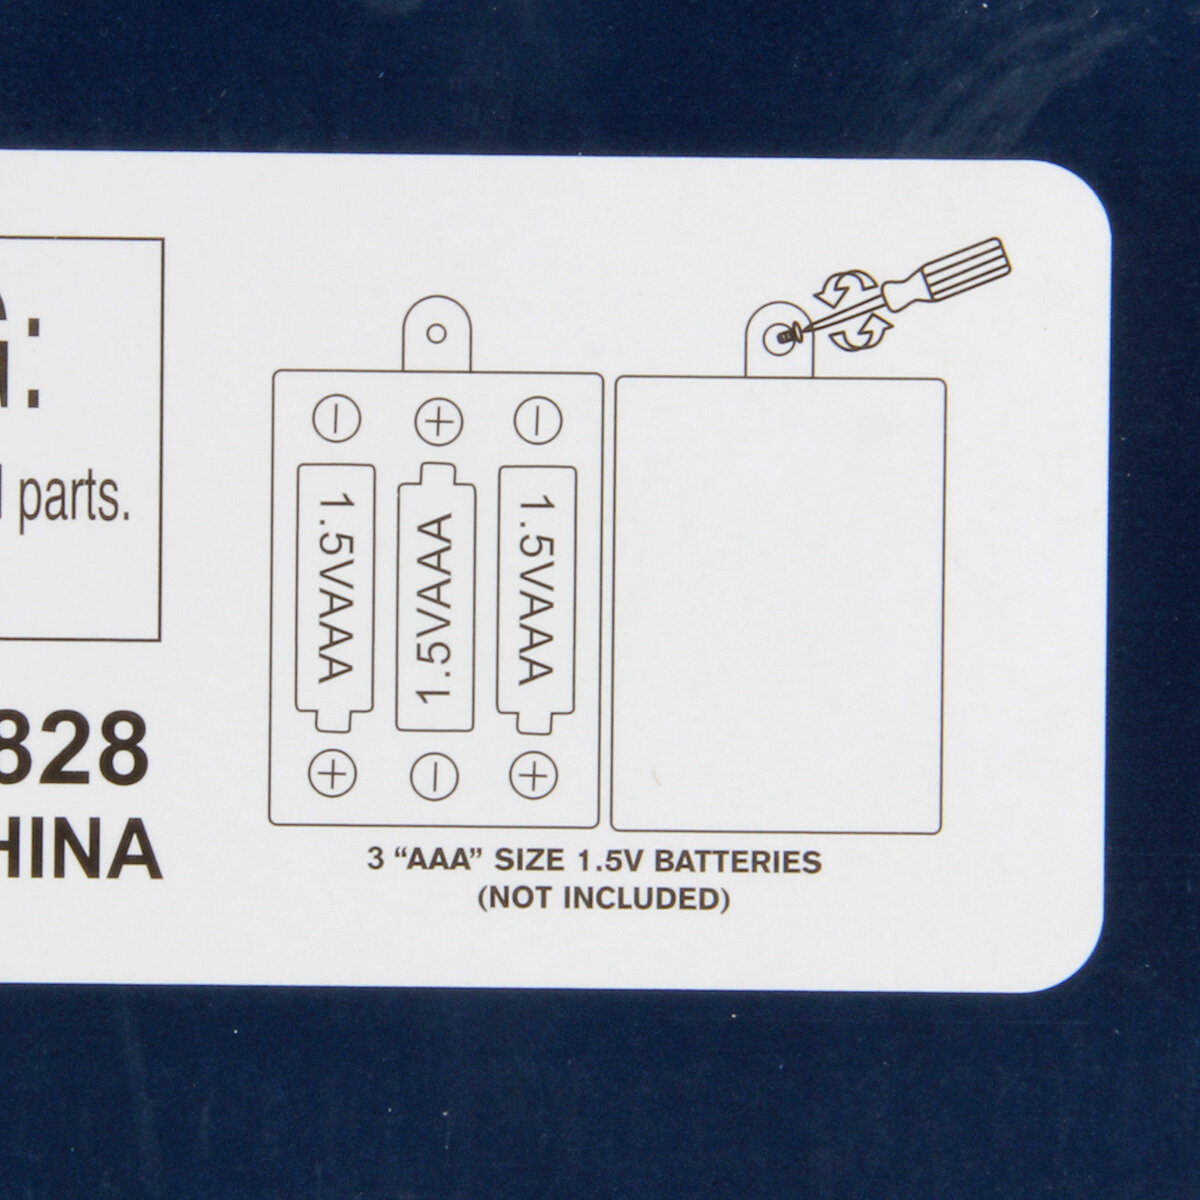 G:
parts.
828
HINA
− + −
1.5VAAA 1.5VAAA 1.5VAAA
+ − +
3 “AAA” SIZE 1.5V BATTERIES
(NOT INCLUDED)